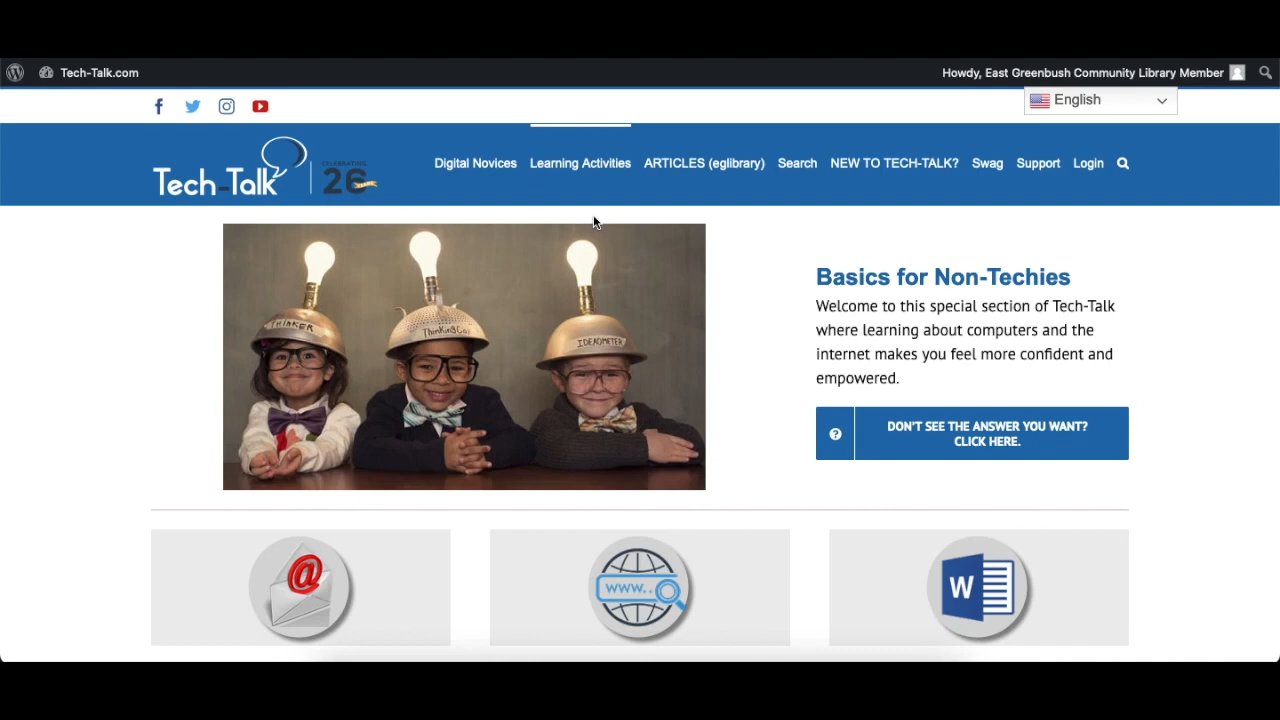 Tech-Talk.com
Howdy, East Greenbush Community Library Member
English
Tech-Talk
CELEBRATING
26
Digital Novices
Learning Activities
ARTICLES (eglibrary)
Search
NEW TO TECH-TALK?
Swag
Support
Login
THINKER
ThinKingCap
IDEADMETER
Basics for Non-Techies
Welcome to this special section of Tech-Talk
where learning about computers and the
internet makes you feel more confident and
empowered.
DON'T SEE THE ANSWER YOU WANT?
CLICK HERE.
@
www..
W